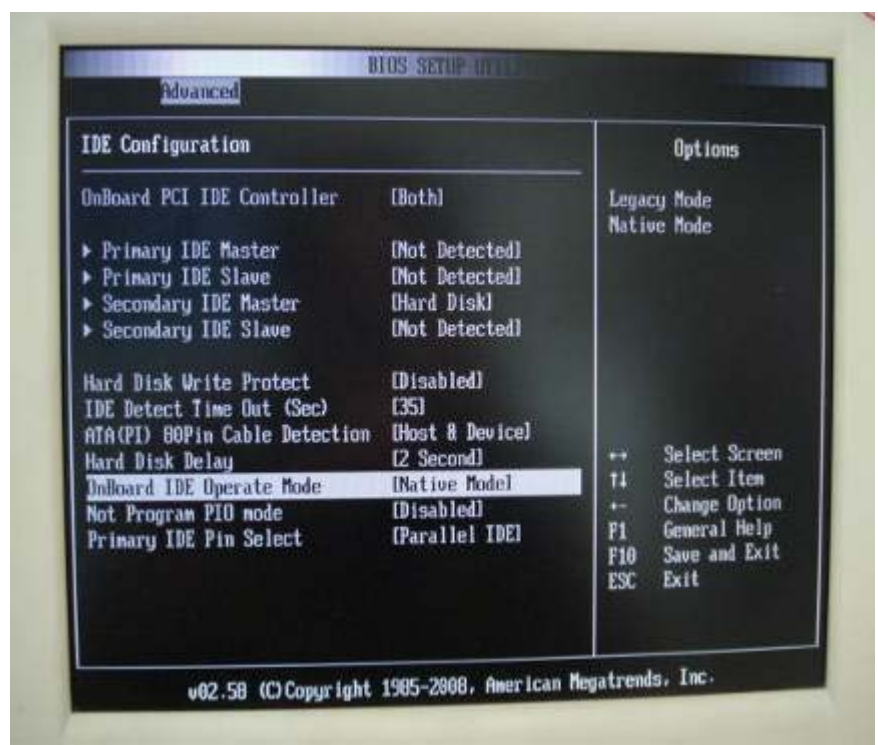 BIOS SETUP
Advanced
IDE Configuration
OnBoard PCI IDE Controller [Both]
Primary IDE Master [Not Detected]
Primary IDE Slave [Not Detected]
Secondary IDE Master [Hard Disk]
Secondary IDE Slave [Not Detected]
Hard Disk Write Protect [Disabled]
IDE Detect Time Out (Sec) [35]
ATA(PI) 80Pin Cable Detection [Host & Device]
Hard Disk Delay [2 Second]
OnBoard IDE Operate Mode [Native Mode]
Not Program PIO mode [Disabled]
Primary IDE Pin Select [Parallel IDE]
Options
Legacy Mode
Native Mode
↔ Select Screen
↑↓ Select Item
+- Change Option
F1 General Help
F10 Save and Exit
ESC Exit
v02.58 (C)Copyright 1985-2008, American Megatrends, Inc.